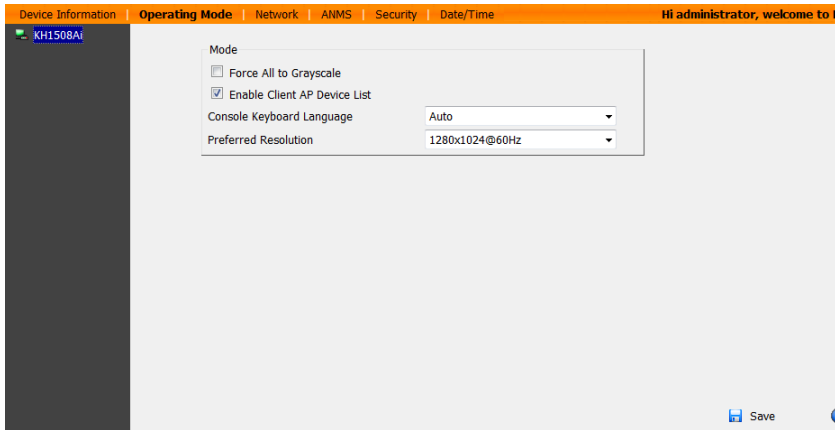 Device Information | Operating Mode | Network | ANMS | Security | Date/Time Hi administrator, welcome to
KH1508Ai
Mode
Force All to Grayscale
Enable Client AP Device List
Console Keyboard Language Auto
Preferred Resolution 1280x1024@60Hz
Save